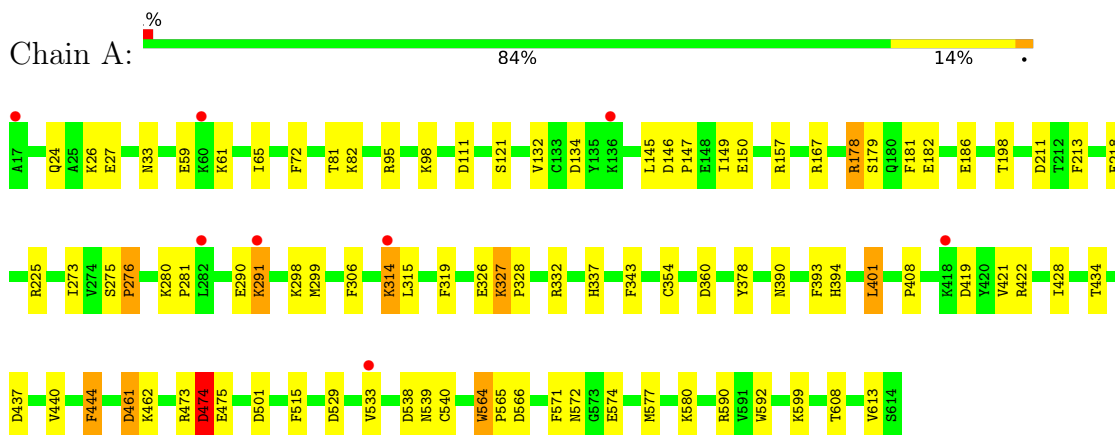 .%
Chain A:
84% 14% •
A17 Q24 A25 K26 E27 N33 E59 K60 K61 I65 F72 T81 K82 R95 K98 D111 S121 V132 C133 D134 Y135 K136 L145 D146 P147 E148 I149 E150 R157 R167 R178 S179 Q180 F181 E182 E186 T198 D211 T212 F213
R225 I273 V274 S275 P276 K280 P281 L282 E290 K291 K298 M299 F306 K314 L315 F319 E326 K327 P328 R332 H337 F343 C354 D360 Y378 N390 F393 H394 L401 P408 K418 D419 Y420 V421 R422 I428 T434
D437 V440 F444 D461 K462 R473 D474 E475 D501 F515 D529 V533 D538 N539 C540 W564 P565 D566 F571 N572 G573 E574 M577 K580 R590 V591 W592 K599 T608 V613 S614